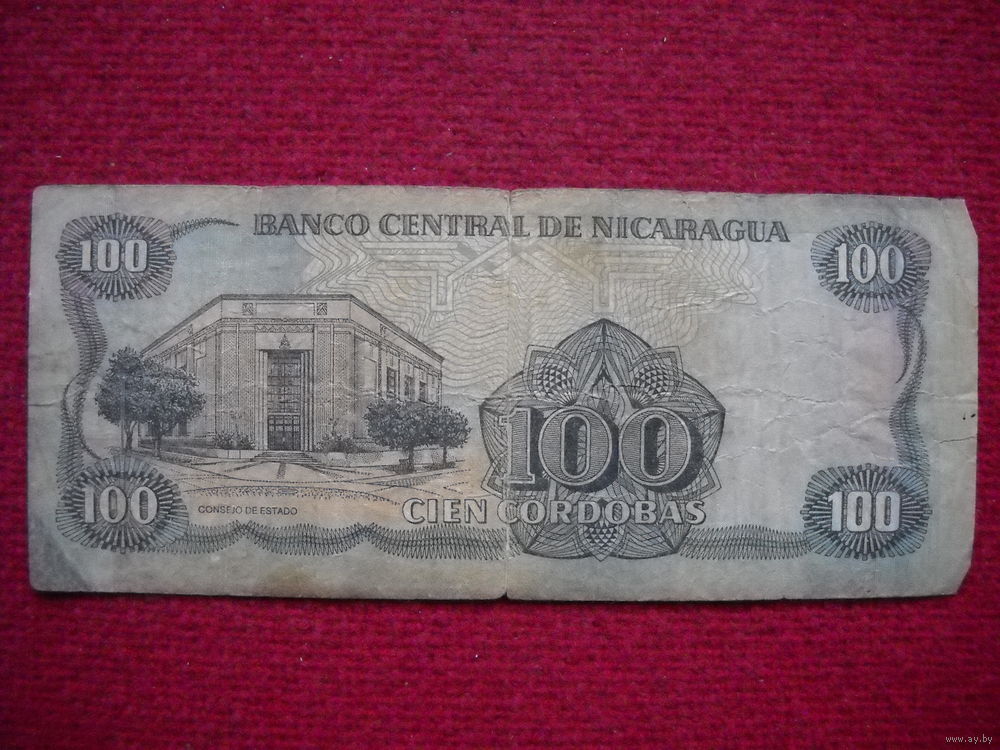 BANCO CENTRAL DE NICARAGUA
100
100
100
100
CONSEJO DE ESTADO
CIEN CORDOBAS
100
www.ay.by